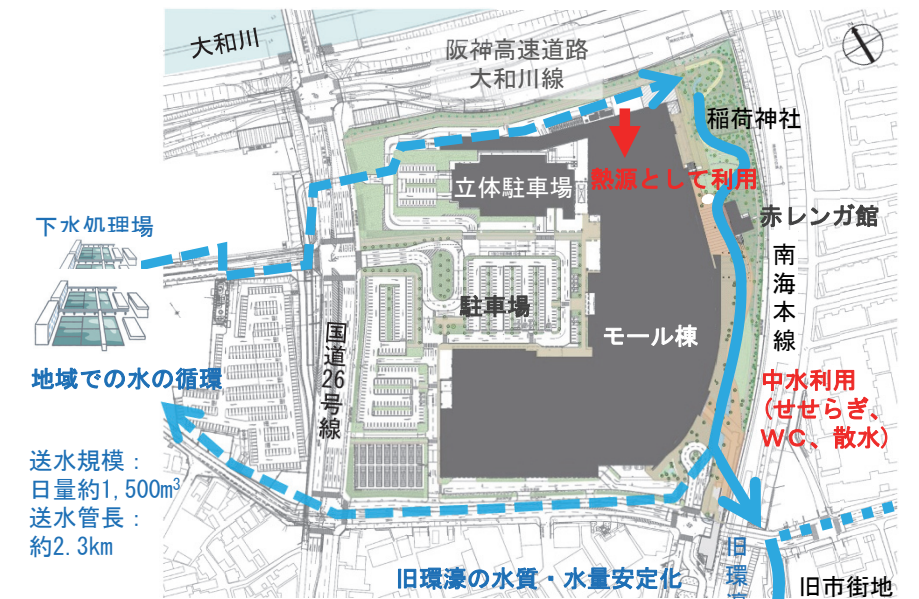 大和川
阪神高速道路
大和川線
稲荷神社
立体駐車場
熱源として利用
赤レンガ館
下水処理場
南海本線
駐車場
国道26号線
モール棟
地域での水の循環
中水利用
(せせらぎ、
WC、散水)
送水規模：
日量約1,500m³
送水管長：
約2.3km
旧環濠の水質・水量安定化
旧環
旧市街地